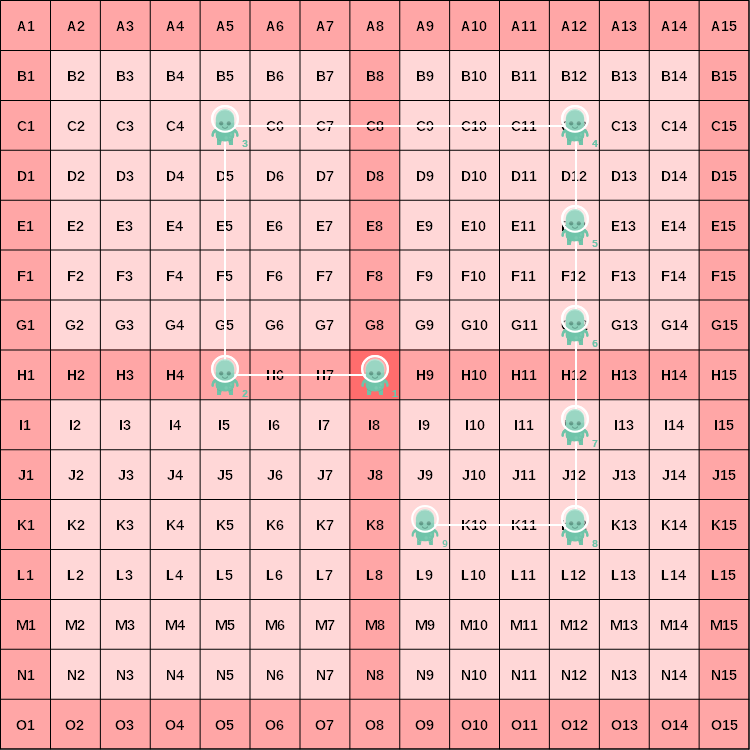 A1 A2 A3 A4 A5 A6 A7 A8 A9 A10 A11 A12 A13 A14 A15
B1 B2 B3 B4 B5 B6 B7 B8 B9 B10 B11 B12 B13 B14 B15
C1 C2 C3 C4 3 C6 C7 C8 C9 C10 C11 4 C13 C14 C15
D1 D2 D3 D4 D5 D6 D7 D8 D9 D10 D11 D12 D13 D14 D15
E1 E2 E3 E4 E5 E6 E7 E8 E9 E10 E11 5 E13 E14 E15
F1 F2 F3 F4 F5 F6 F7 F8 F9 F10 F11 F12 F13 F14 F15
G1 G2 G3 G4 G5 G6 G7 G8 G9 G10 G11 6 G13 G14 G15
H1 H2 H3 H4 2 H6 H7 1 H9 H10 H11 H12 H13 H14 H15
I1 I2 I3 I4 I5 I6 I7 I8 I9 I10 I11 7 I13 I14 I15
J1 J2 J3 J4 J5 J6 J7 J8 J9 J10 J11 J12 J13 J14 J15
K1 K2 K3 K4 K5 K6 K7 K8 9 K10 K11 8 K13 K14 K15
L1 L2 L3 L4 L5 L6 L7 L8 L9 L10 L11 L12 L13 L14 L15
M1 M2 M3 M4 M5 M6 M7 M8 M9 M10 M11 M12 M13 M14 M15
N1 N2 N3 N4 N5 N6 N7 N8 N9 N10 N11 N12 N13 N14 N15
O1 O2 O3 O4 O5 O6 O7 O8 O9 O10 O11 O12 O13 O14 O15